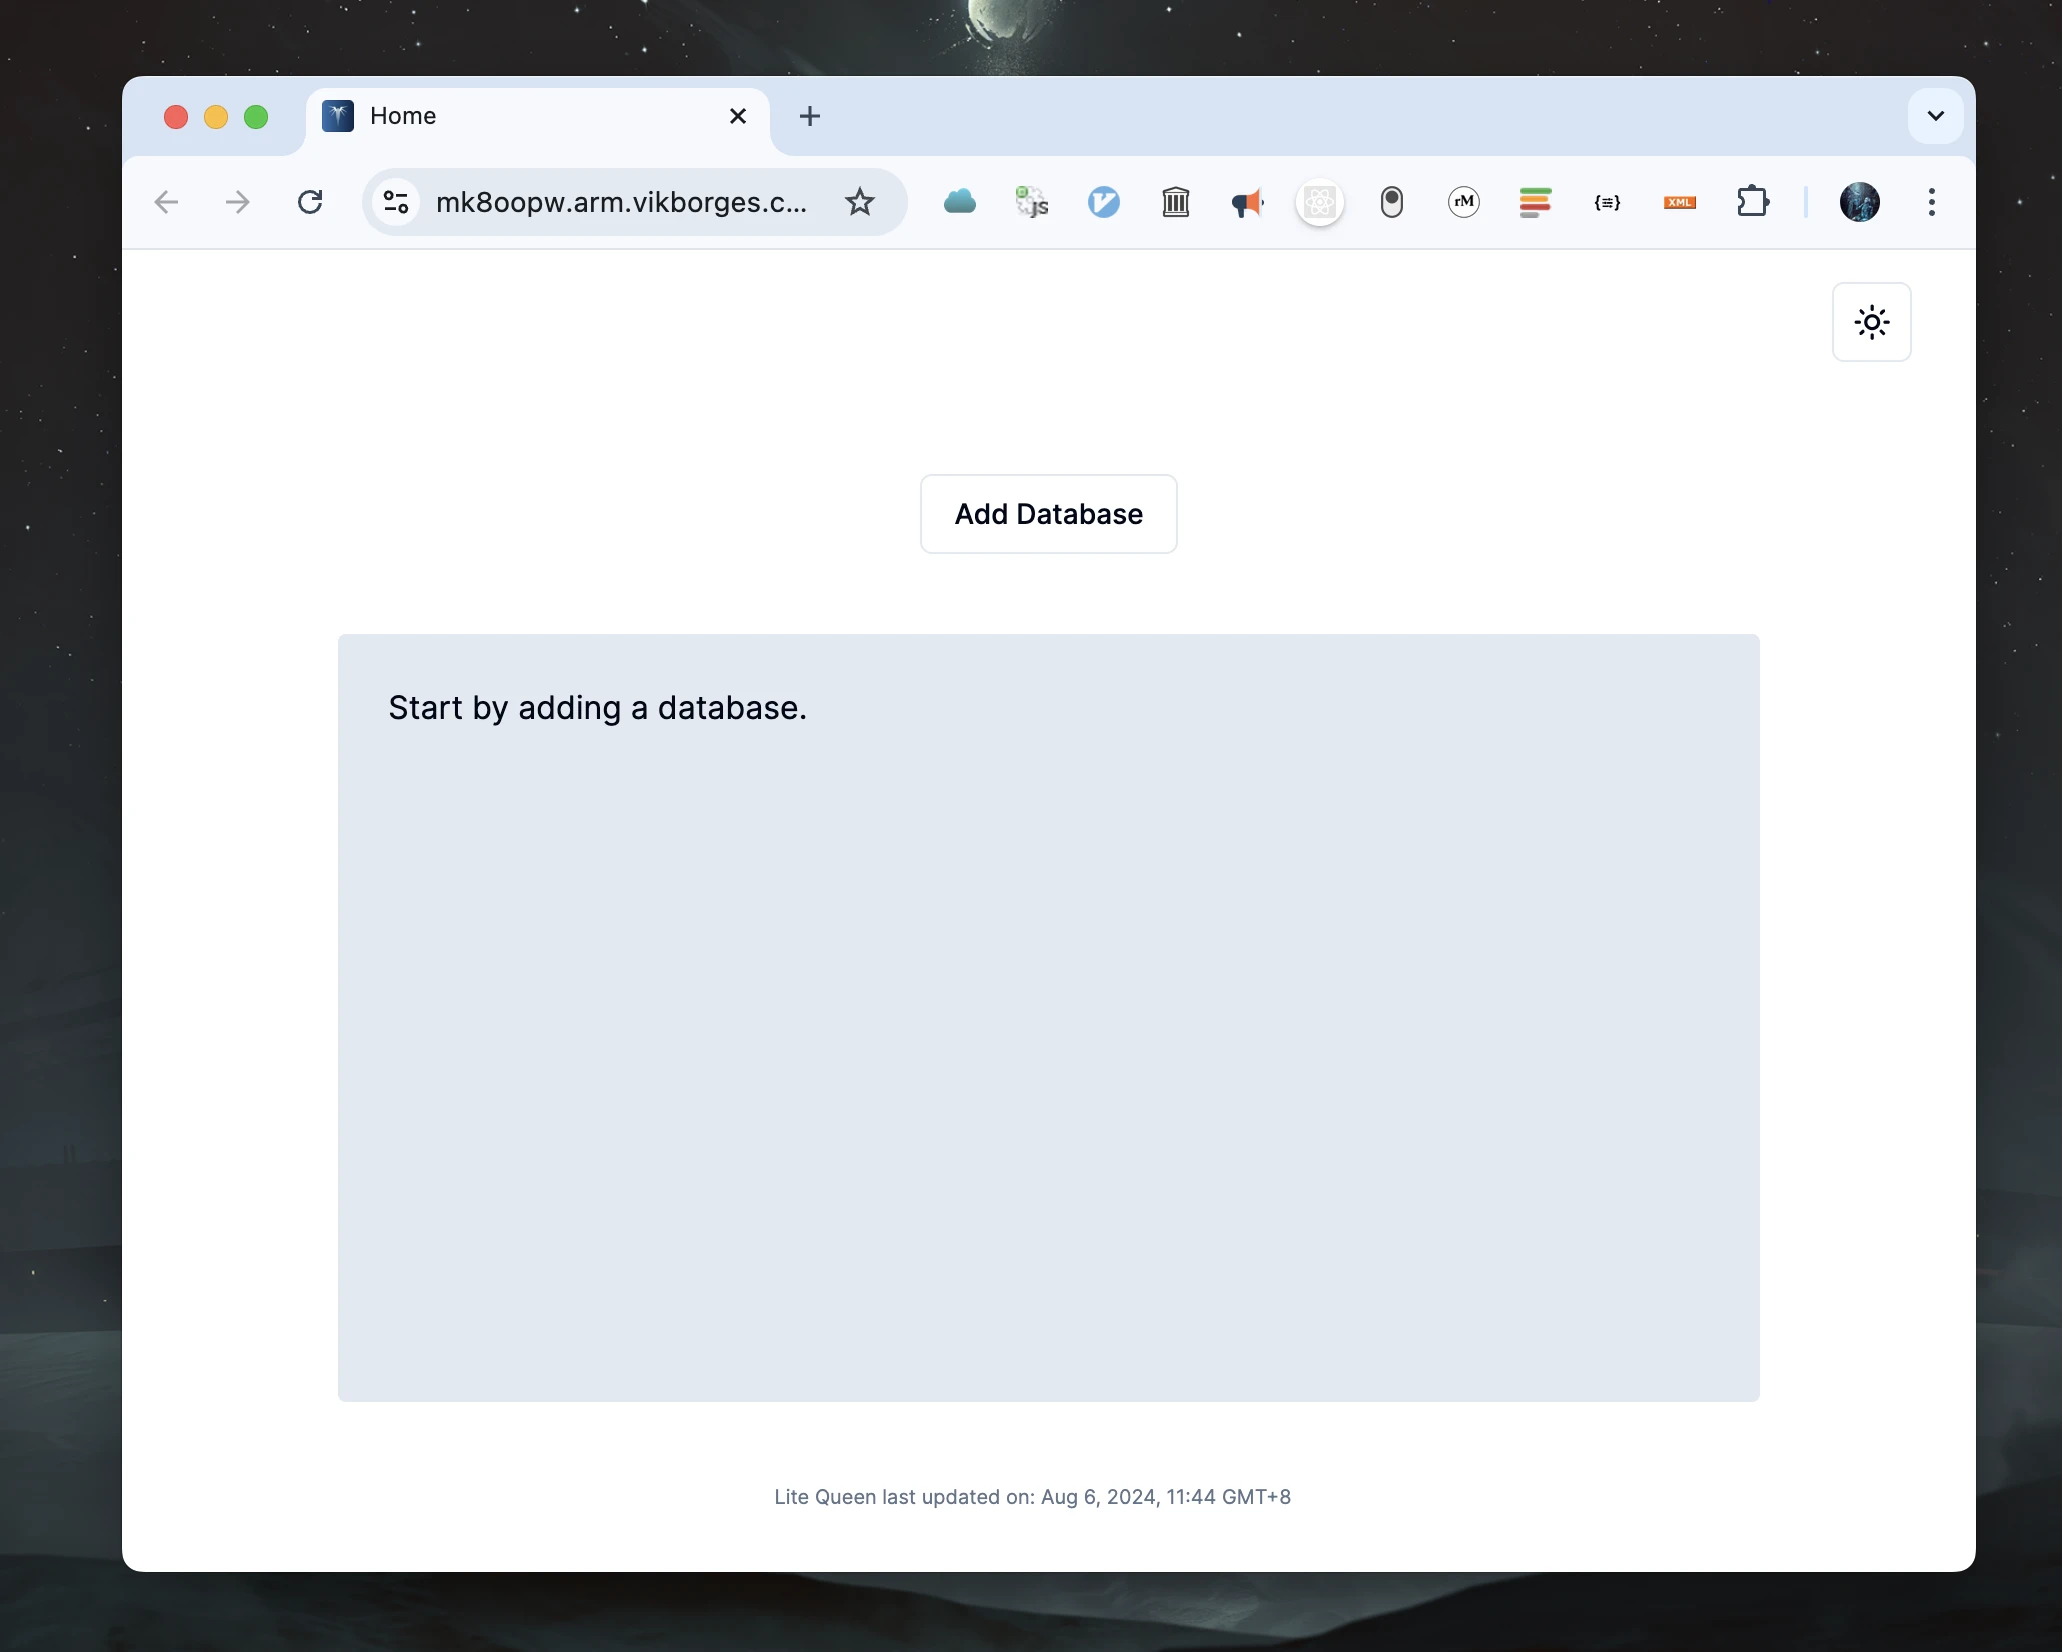 Home
mk8oopw.arm.vikborges.c...
js
rM
{≡}
XML
Add Database
Start by adding a database.
Lite Queen last updated on: Aug 6, 2024, 11:44 GMT+8